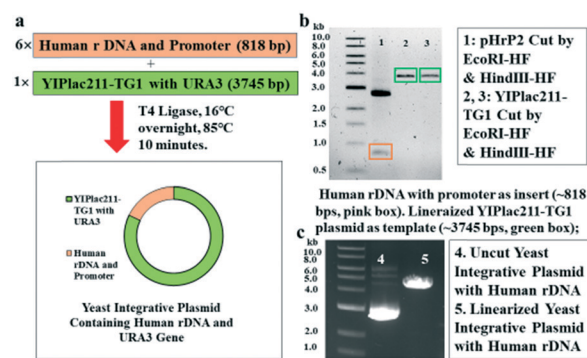 a
6× Human r DNA and Promoter (818 bp)
+
1× YIPlac211-TG1 with URA3 (3745 bp)
T4 Ligase, 16°C
overnight, 85°C
10 minutes.
YIPlac211-
TG1 with
URA3
Human
rDNA and
Promoter
Yeast Integrative Plasmid
Containing Human rDNA and
URA3 Gene
b
10.0
kb
6.0
5.0
4.0
3.0
2.0
1.5
1.0
0.5
1 2 3
1: pHrP2 Cut by
EcoRI-HF
& HindIII-HF
2, 3: YIPlac211-
TG1 Cut by
EcoRI-HF
& HindIII-HF
Human rDNA with promoter as insert (~818
bps, pink box). Lineraized YIPlac211-TG1
plasmid as template (~3745 bps, green box);
c
kb
10.0
6.0
5.0
4.0
3.0
2.0
1.0
4 5
4. Uncut Yeast
Integrative Plasmid
with Human rDNA
5. Linearized Yeast
Integrative Plasmid
with Human rDNA